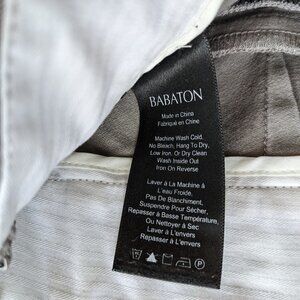 BABATON
Made in China
Fabriqué en Chine
Machine Wash Cold.
No Bleach, Hang To Dry,
Low Iron. Or Dry Clean
Wash Inside Out
Iron On Reverse
Laver À La Machine à
L'eau Froide.
Pas De Blanchiment,
Suspendre Pour Sécher,
Repasser à Basse Température,
Ou Nettoyer à Sec
Laver à L'envers
Repasser à L'envers